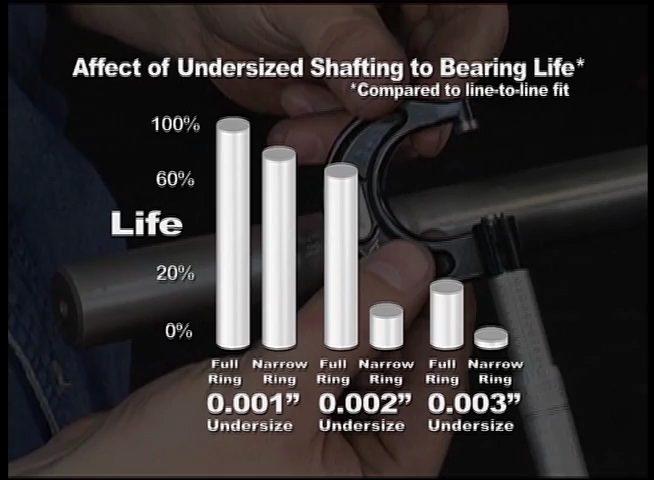 Affect of Undersized Shafting to Bearing Life*
*Compared to line-to-line fit
100%
60%
Life
20%
0%
Full Ring
Narrow Ring
Full Ring
Narrow Ring
Full Ring
Narrow Ring
0.001”
Undersize
0.002”
Undersize
0.003”
Undersize